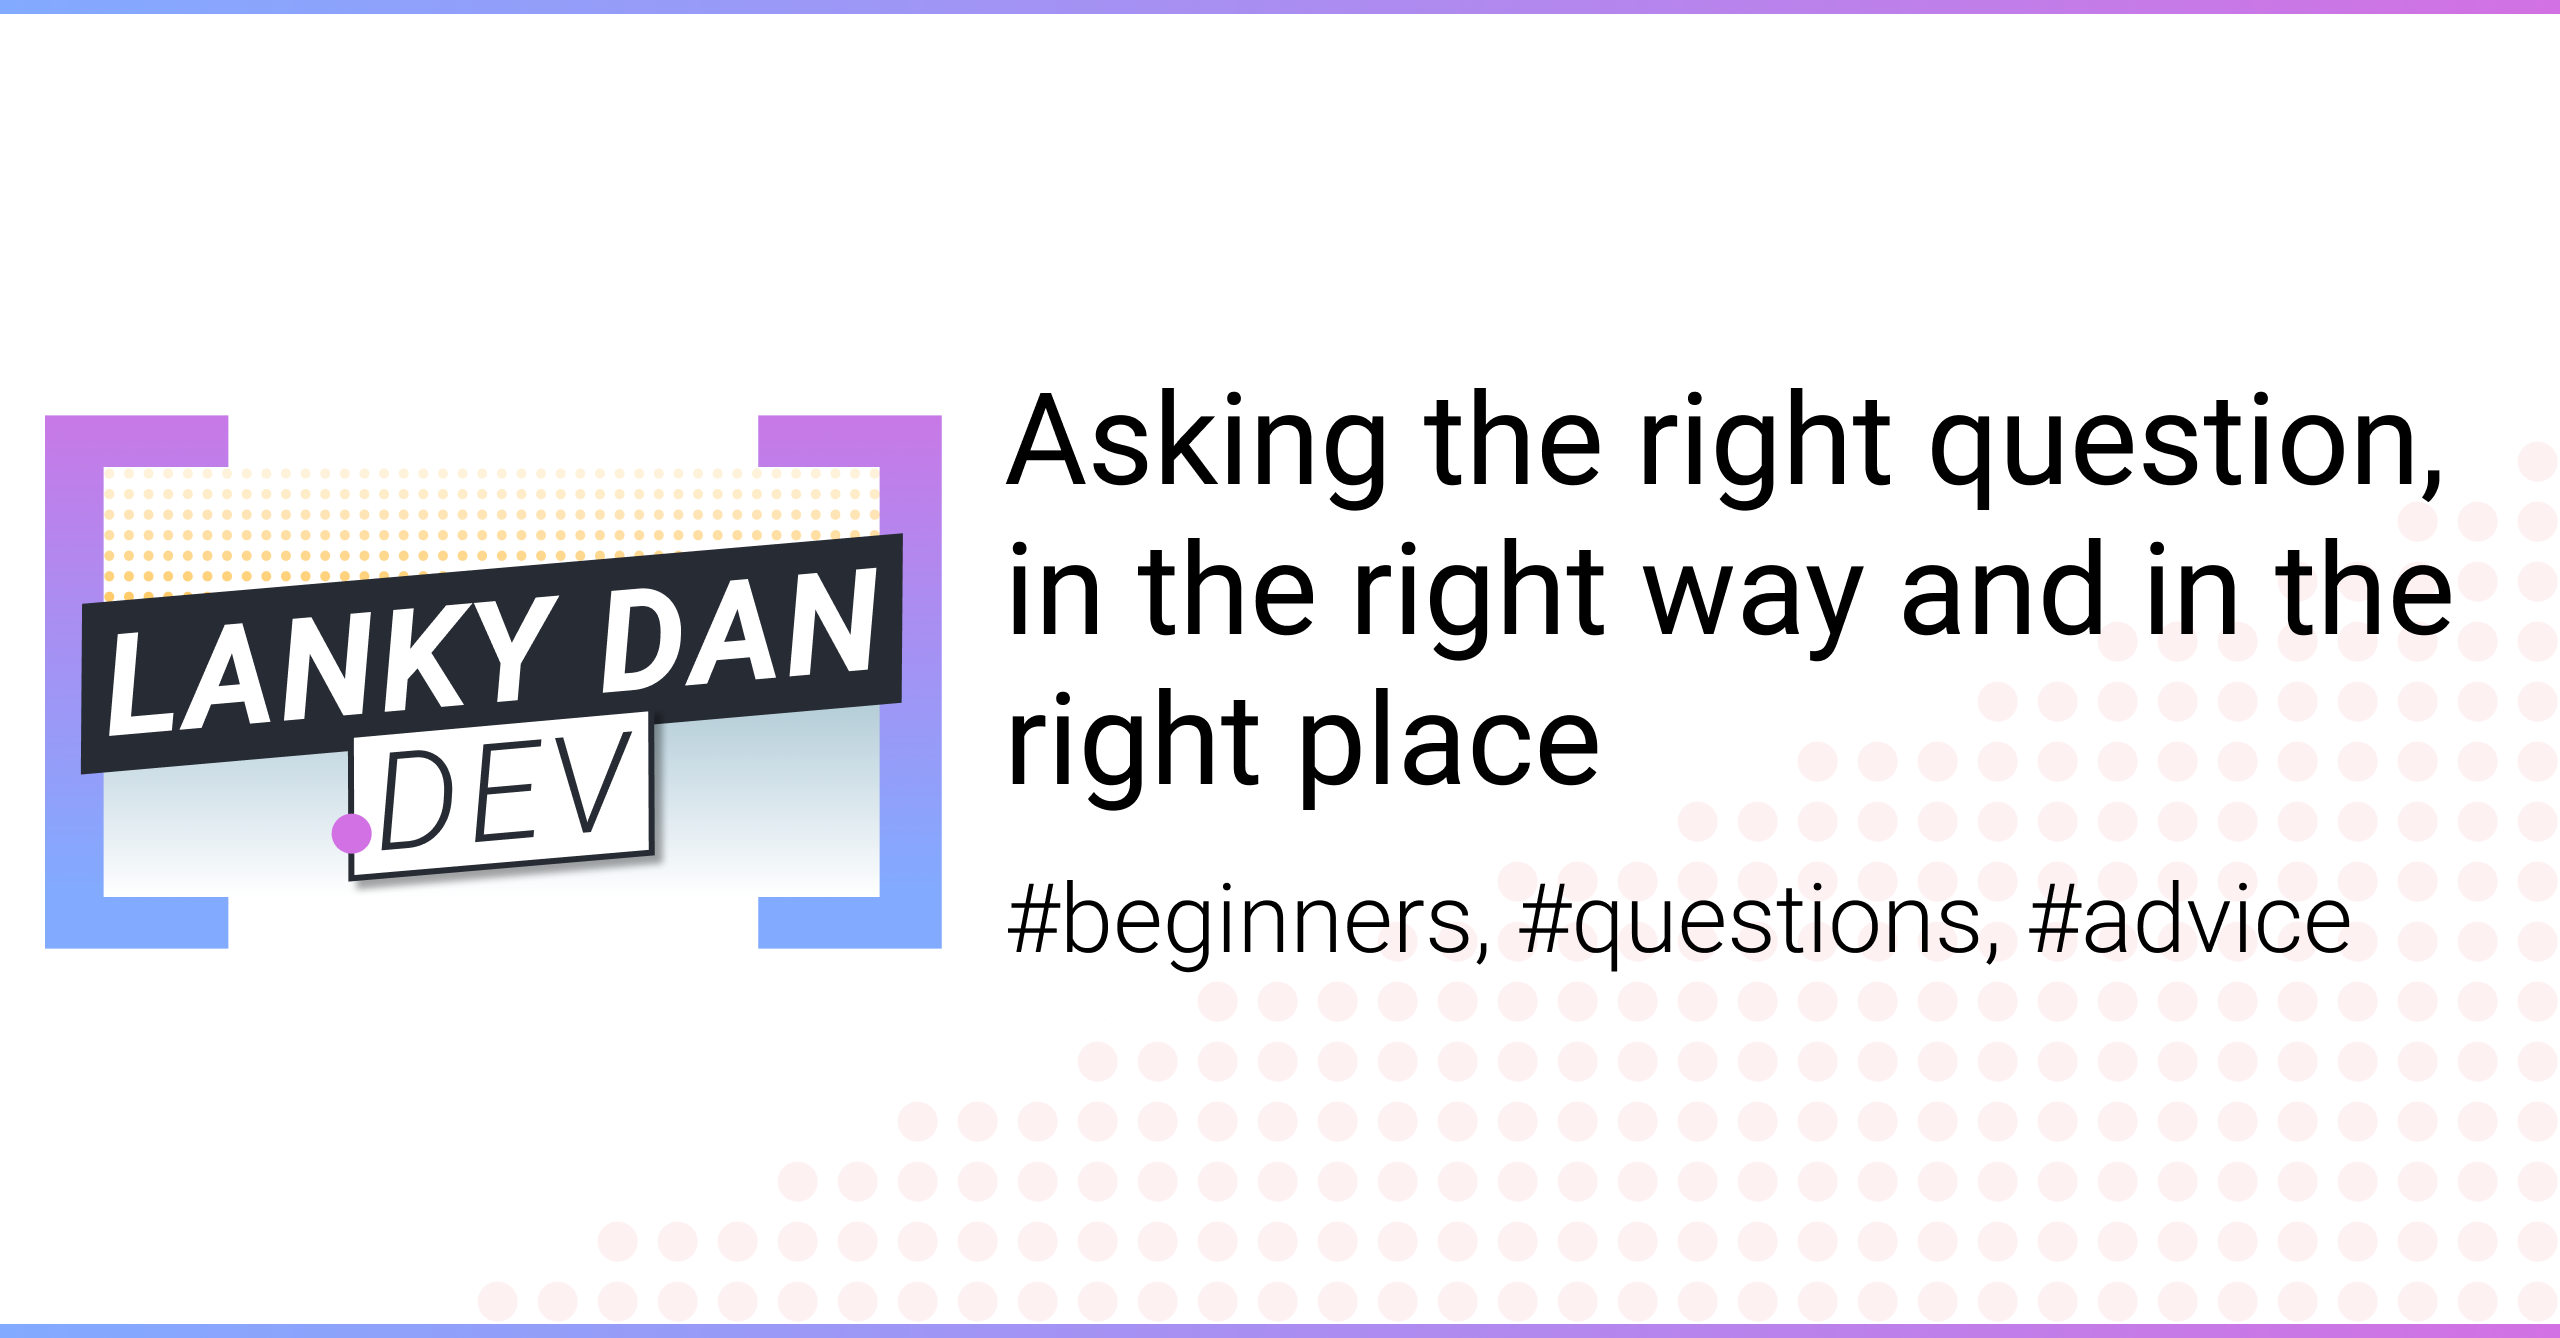 LANKY DAN
.DEV
Asking the right question,
in the right way and in the
right place
#beginners, #questions, #advice